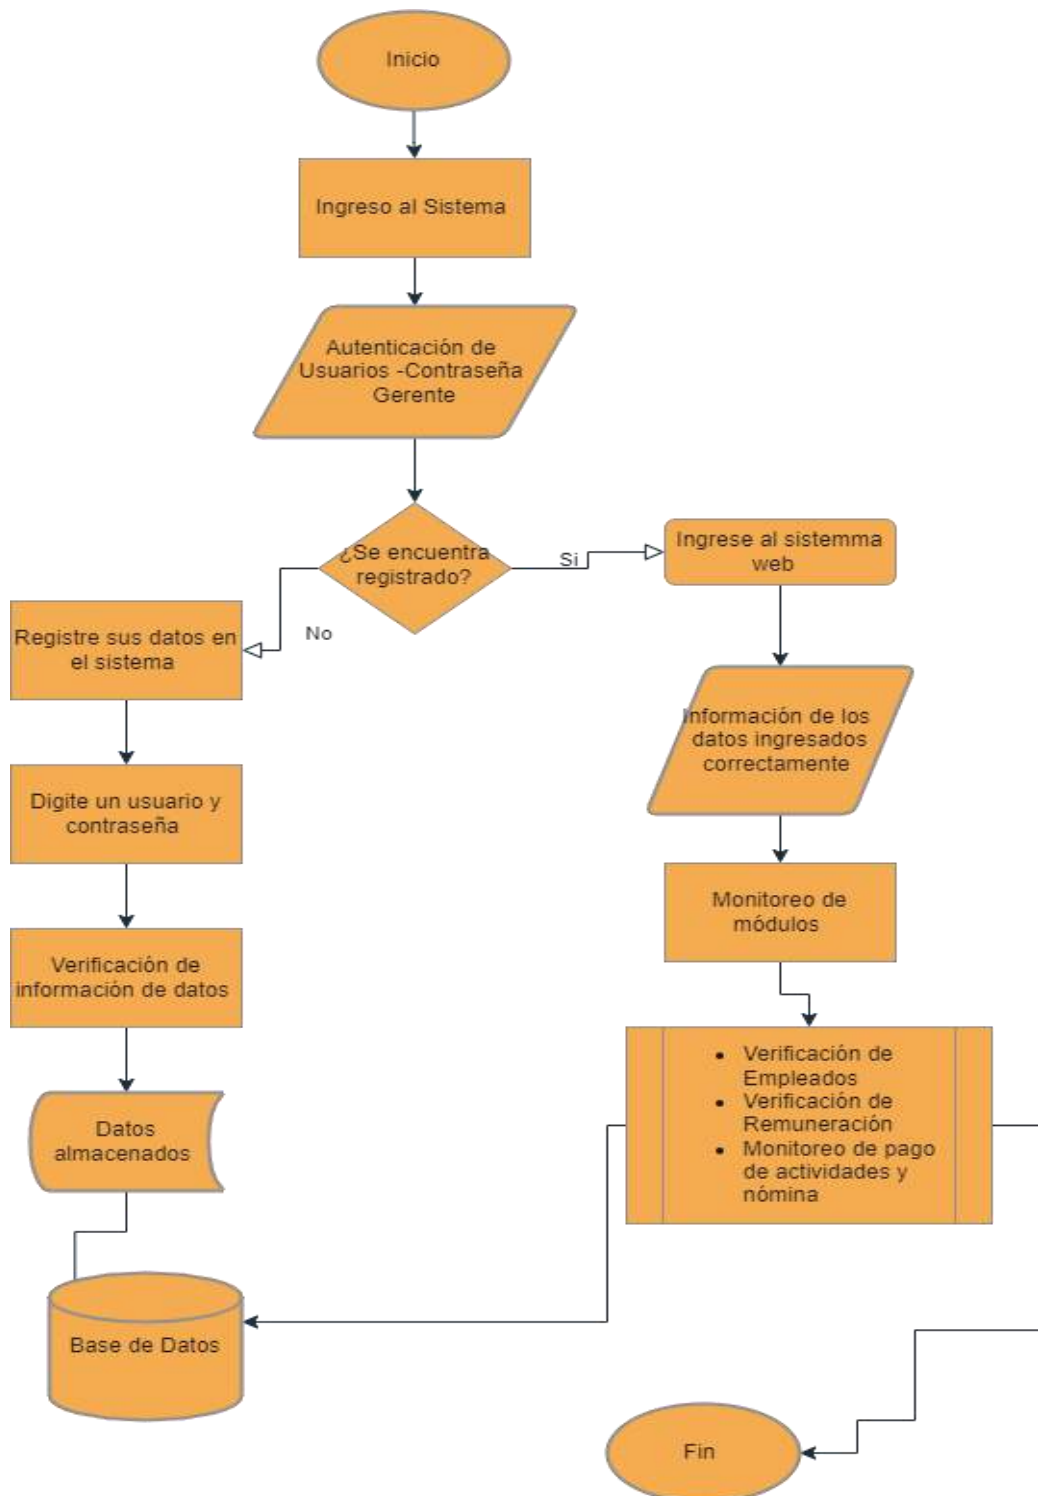 Inicio
Ingreso al Sistema
Autenticación de
Usuarios -Contraseña
Gerente
¿Se encuentra
registrado?
Si
Ingrese al sistemma
web
No
Registre sus datos en
el sistema
Información de los
datos ingresados
correctamente
Digite un usuario y
contraseña
Monitoreo de
módulos
Verificación de
información de datos
• Verificación de
Empleados
• Verificación de
Remuneración
• Monitoreo de pago
de actividades y
nómina
Datos
almacenados
Base de Datos
Fin